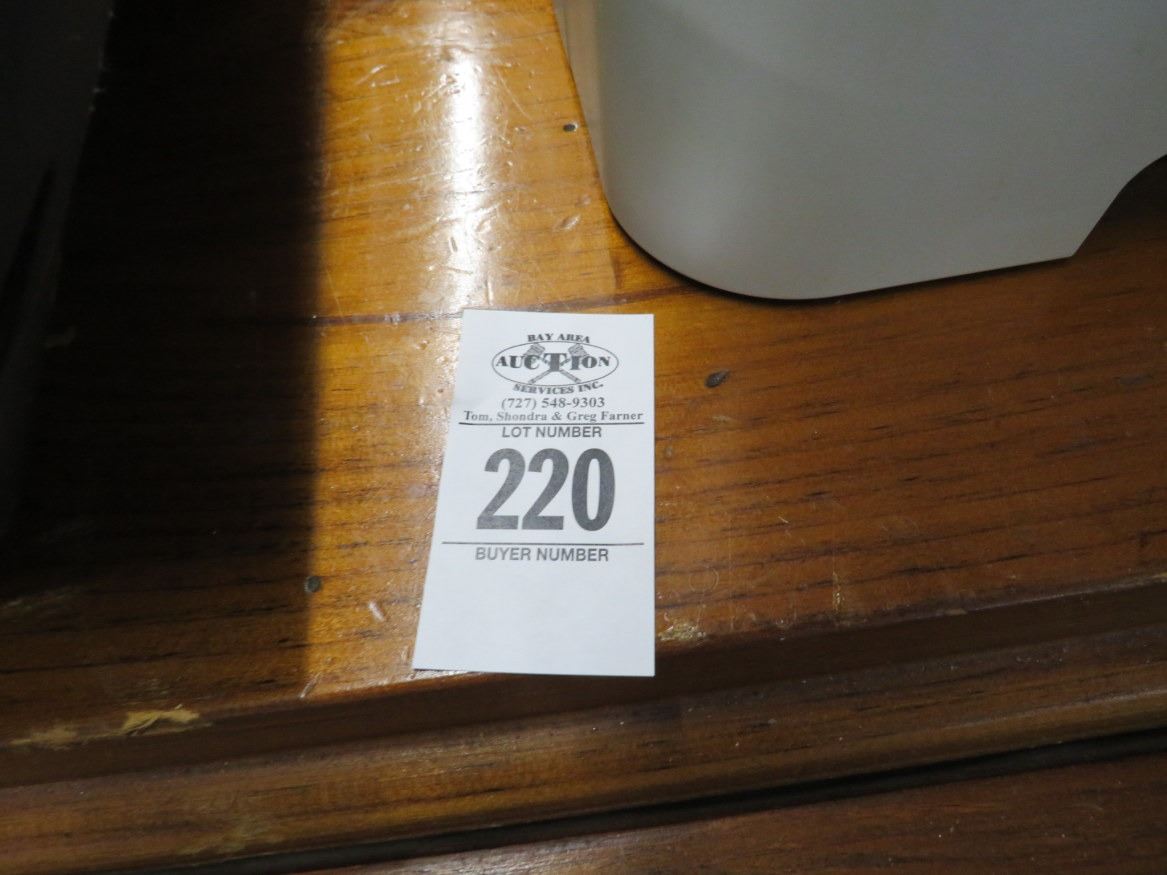 BAY AREA
AUCTION
SERVICES INC.
(727) 548-9303
Tom, Shondra & Greg Farner
LOT NUMBER
220
BUYER NUMBER